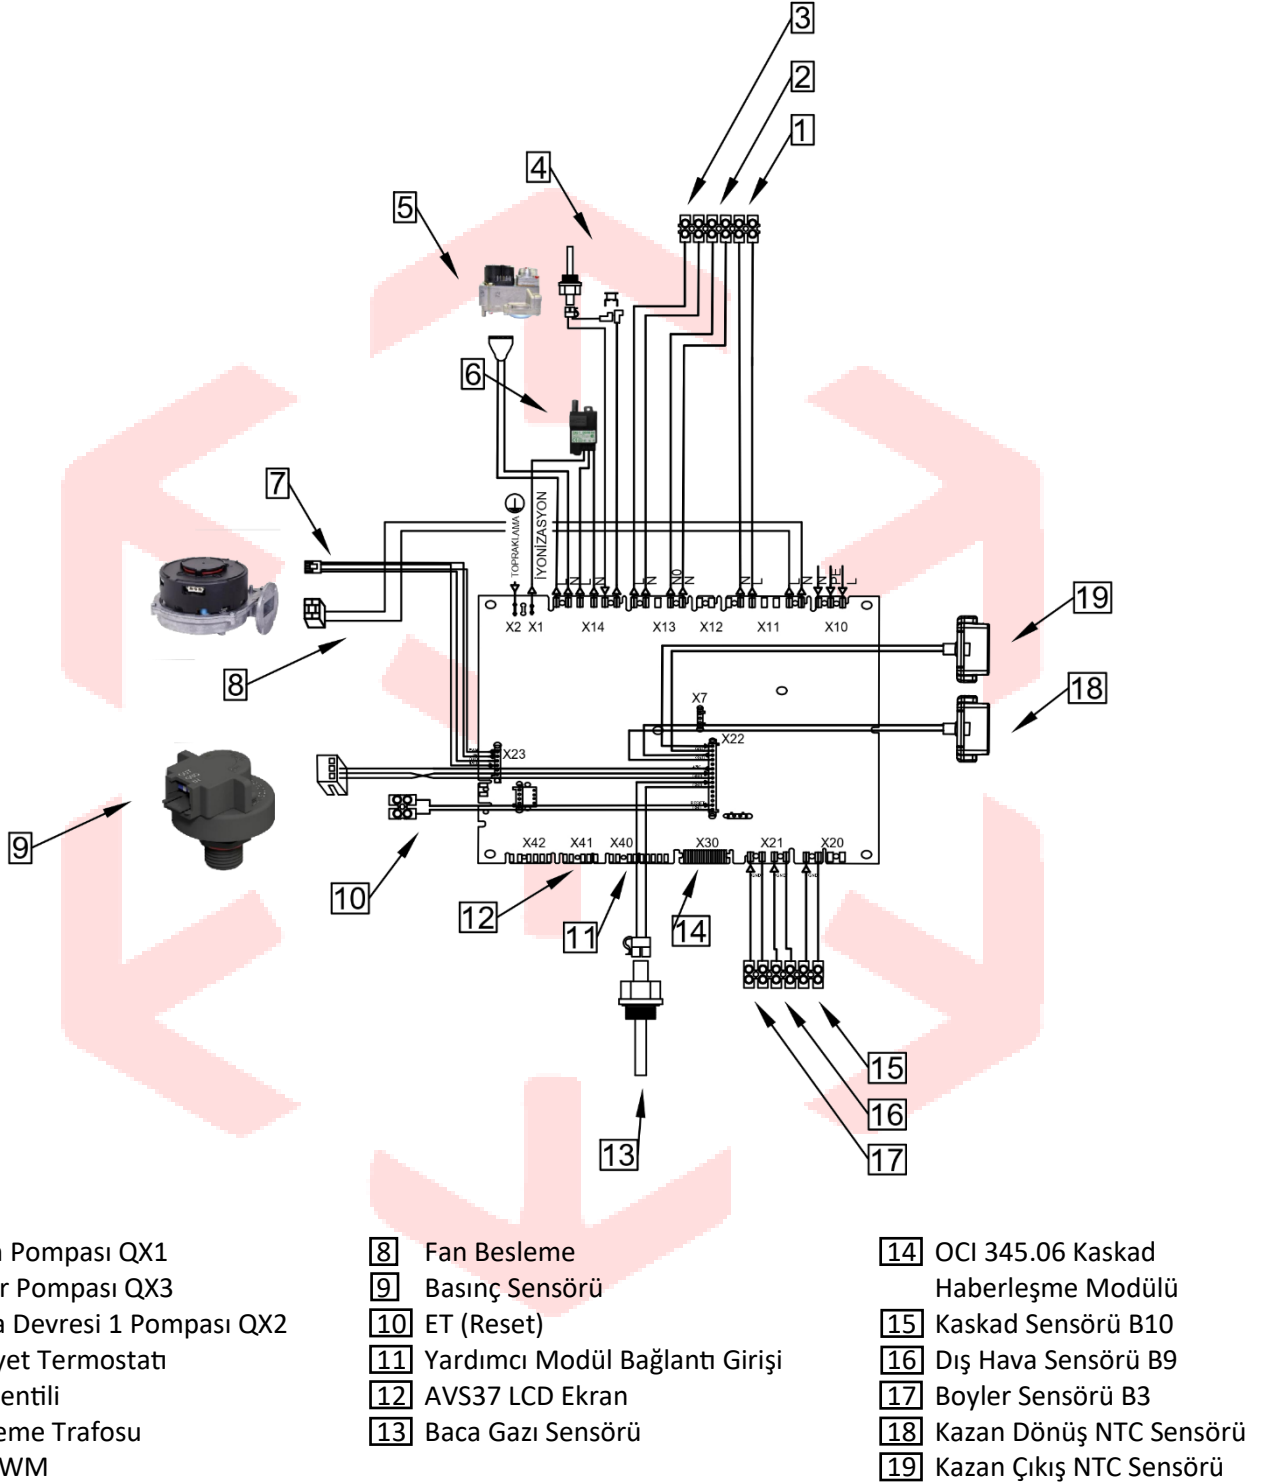 3
2
1
4
5
6
7
TOPRAKLAMA
İYONİZASYON
L N L N L N N0 N N L L N N PE L
X2 X1 X14 X13 X12 X11 X10
19
8
18
X7
X22
X23
9
10
X42 X41 X40 X30 X21 X20
GND GND GND
12
11
14
15
16
13
17
Pompası QX1
r Pompası QX3
a Devresi 1 Pompası QX2
yet Termostatı
entili
eme Trafosu
WM
8 Fan Besleme
9 Basınç Sensörü
10 ET (Reset)
11 Yardımcı Modül Bağlantı Girişi
12 AVS37 LCD Ekran
13 Baca Gazı Sensörü
14 OCI 345.06 Kaskad
Haberleşme Modülü
15 Kaskad Sensörü B10
16 Dış Hava Sensörü B9
17 Boyler Sensörü B3
18 Kazan Dönüş NTC Sensörü
19 Kazan Çıkış NTC Sensörü